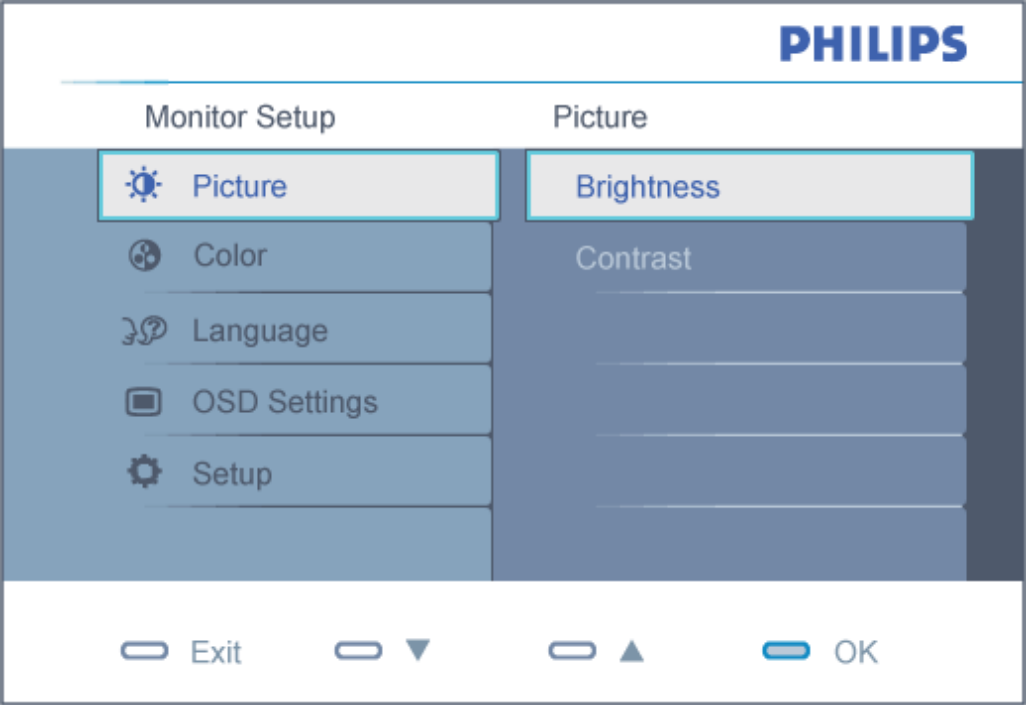 PHILIPS
Monitor Setup
Picture
Picture
Brightness
Color
Contrast
Language
OSD Settings
Setup
Exit ▼ ▲ OK